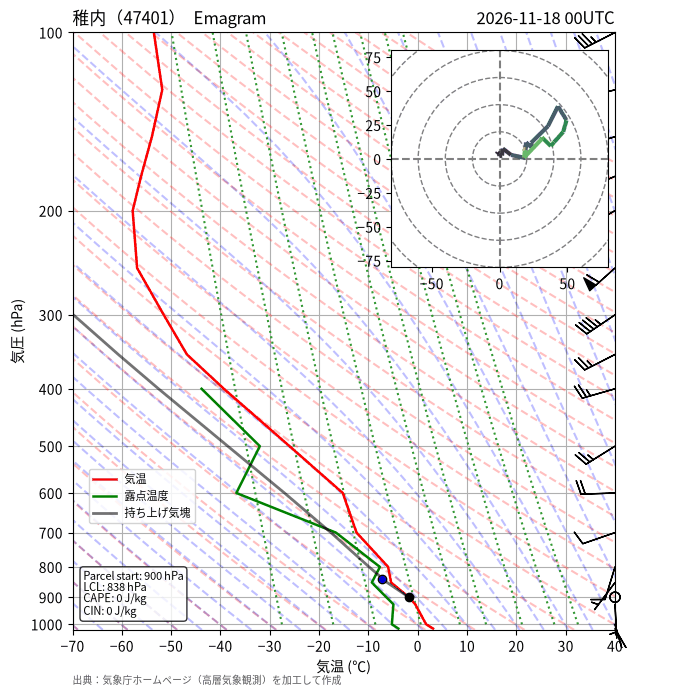 稚内（47401） Emagram
2026-11-18 00UTC
100
200
300
400
500
600
700
800
900
1000
気圧 (hPa)
75
50
25
0
−25
−50
−75
−50
0
50
気温
露点温度
持ち上げ気塊
Parcel start: 900 hPa
LCL: 838 hPa
CAPE: 0 J/kg
CIN: 0 J/kg
−70
−60
−50
−40
−30
−20
−10
0
10
20
30
40
気温 (℃)
出典：気象庁ホームページ（高層気象観測）を加工して作成